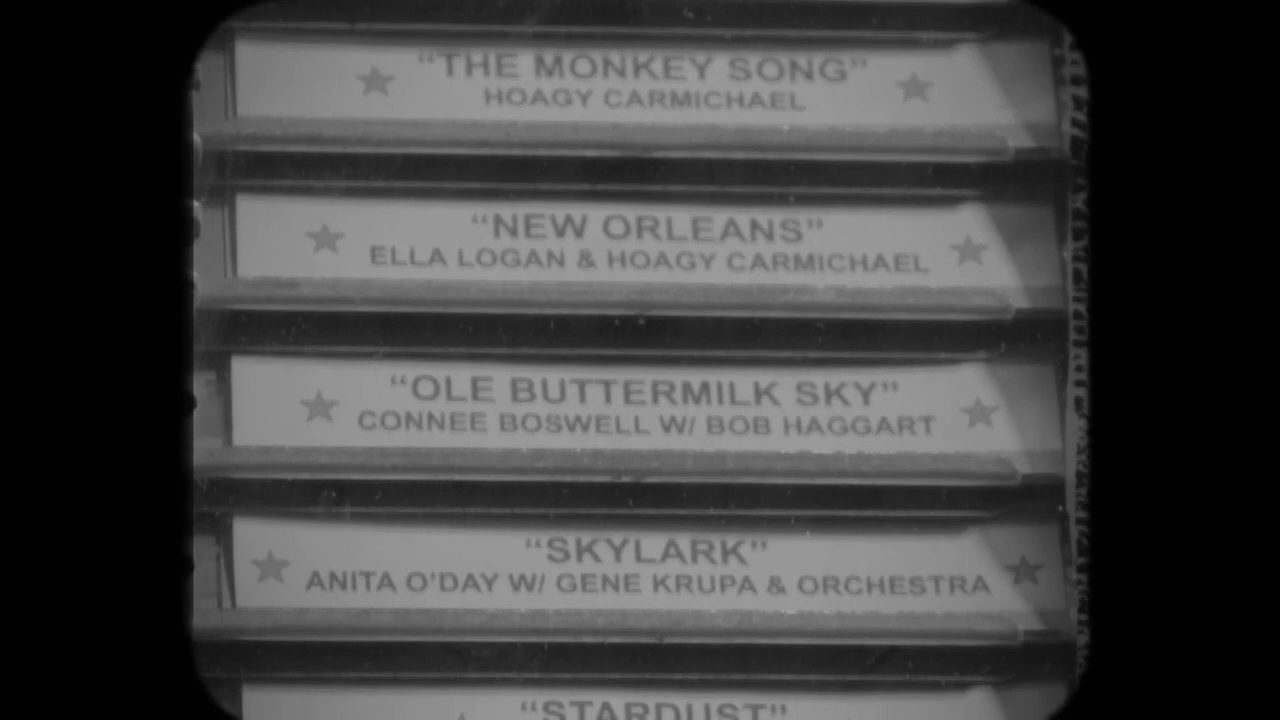 “THE MONKEY SONG”
HOAGY CARMICHAEL
“NEW ORLEANS”
ELLA LOGAN & HOAGY CARMICHAEL
“OLE BUTTERMILK SKY”
CONNEE BOSWELL W/ BOB HAGGART
“SKYLARK”
ANITA O’DAY W/ GENE KRUPA & ORCHESTRA
“STARDUST”